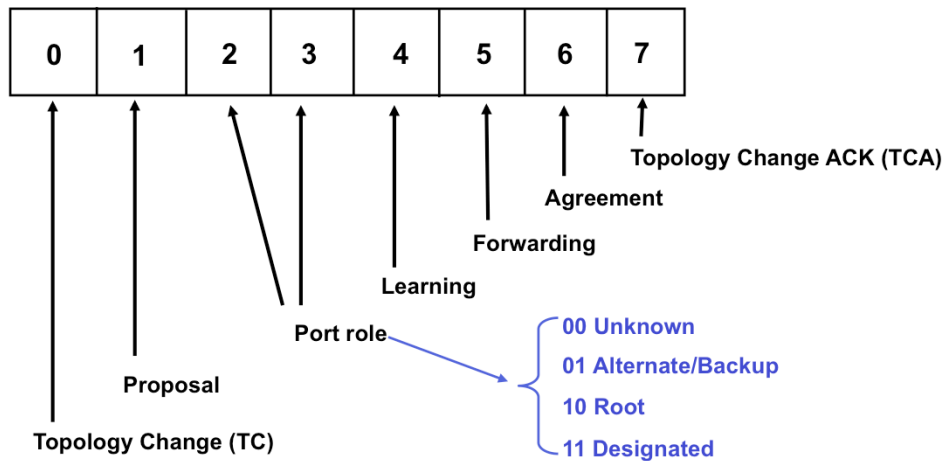 0 1 2 3 4 5 6 7
Topology Change ACK (TCA)
Agreement
Forwarding
Learning
Port role
00 Unknown
01 Alternate/Backup
10 Root
11 Designated
Proposal
Topology Change (TC)